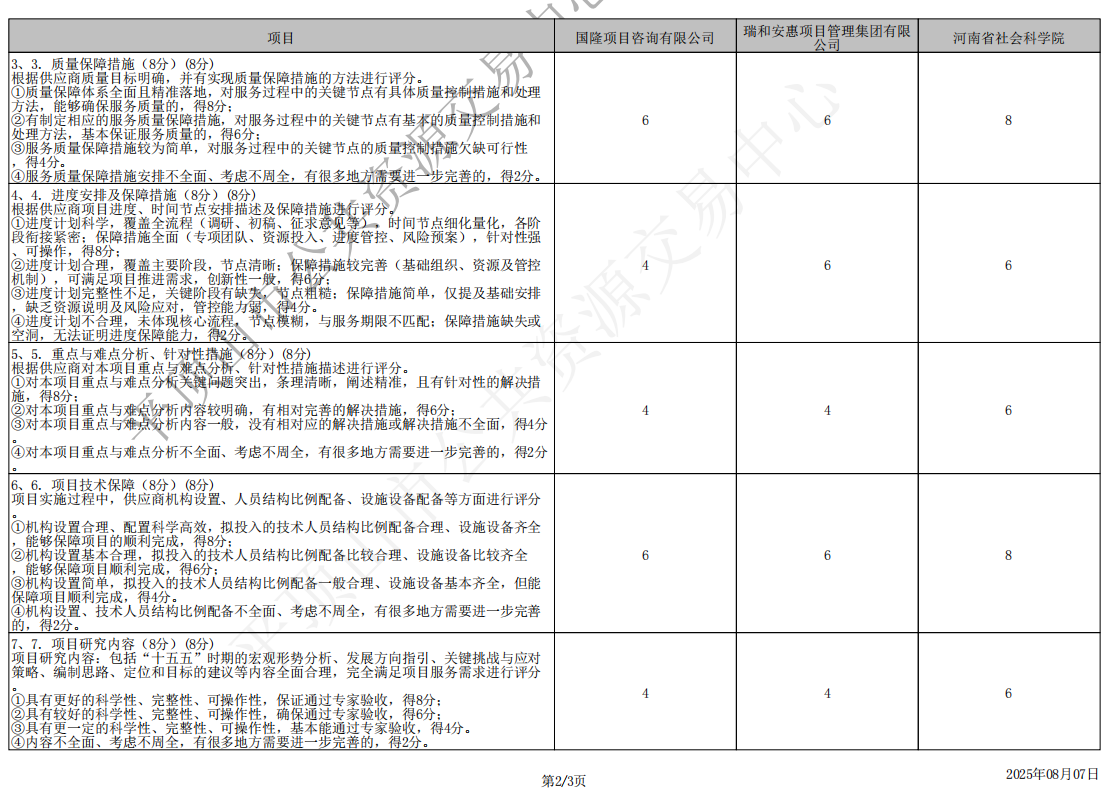 项目
国隆项目咨询有限公司
瑞和安惠项目管理集团有限
公司
河南省社会科学院
3、3. 质量保障措施（8分）(8分)
根据供应商质量目标明确，并有实现质量保障措施的方法进行评分。
①质量保障体系全面且精准落地，对服务过程中的关键节点有具体质量控制措施和处理
方法，能够确保服务质量的，得8分；
②有制定相应的服务质量保障措施，对服务过程中的关键节点有基本的质量控制措施和
处理方法，基本保证服务质量的，得6分；
③服务质量保障措施较为简单，对服务过程中的关键节点的质量控制措施欠缺可行性
，得4分。
④服务质量保障措施安排不全面、考虑不周全，有很多地方需要进一步完善的，得2分。
6
6
8
4、4. 进度安排及保障措施（8分）(8分)
根据供应商项目进度、时间节点安排描述及保障措施进行评分。
①进度计划科学，覆盖全流程（调研、初稿、征求意见等），时间节点细化量化，各阶
段衔接紧密；保障措施全面（专项团队、资源投入、进度管控、风险预案），针对性强
、可操作，得8分；
②进度计划合理，覆盖主要阶段，节点清晰；保障措施较完善（基础组织、资源及管控
机制），可满足项目推进需求，创新性一般，得6分；
③进度计划完整性不足，关键阶段有缺失，节点粗糙；保障措施简单，仅提及基础安排
，缺乏资源说明及风险应对，管控能力弱，得4分。
④进度计划不合理，未体现核心流程，节点模糊，与服务期限不匹配；保障措施缺失或
空洞，无法证明进度保障能力，得2分。
4
6
6
5、5. 重点与难点分析、针对性措施（8分）(8分)
根据供应商对本项目重点与难点分析、针对性措施描述进行评分。
①对本项目重点与难点分析关键问题突出，条理清晰，阐述精准，且有针对性的解决措
施，得8分；
②对本项目重点与难点分析内容较明确，有相对完善的解决措施，得6分；
③对本项目重点与难点分析内容一般，没有相对应的解决措施或解决措施不全面，得4分
。
④对本项目重点与难点分析不全面、考虑不周全，有很多地方需要进一步完善的，得2分
。
4
4
6
6、6. 项目技术保障（8分）(8分)
项目实施过程中，供应商机构设置、人员结构比例配备、设施设备配备等方面进行评分
。
①机构设置合理、配置科学高效，拟投入的技术人员结构比例配备合理、设施设备齐全
，能够保障项目的顺利完成，得8分；
②机构设置基本合理，拟投入的技术人员结构比例配备比较合理、设施设备比较齐全
，能够保障项目顺利完成，得6分；
③机构设置简单，拟投入的技术人员结构比例配备一般合理、设施设备基本齐全，但能
保障项目顺利完成，得4分。
④机构设置、技术人员结构比例配备不全面、考虑不周全，有很多地方需要进一步完善
的，得2分。
6
6
8
7、7. 项目研究内容（8分）(8分)
项目研究内容：包括“十五五”时期的宏观形势分析、发展方向指引、关键挑战与应对
策略、编制思路、定位和目标的建议等内容全面合理，完全满足项目服务需求进行评分
。
①具有更好的科学性、完整性、可操作性，保证通过专家验收，得8分；
②具有较好的科学性、完整性、可操作性，确保通过专家验收，得6分；
③具有更一定的科学性、完整性、可操作性，基本能通过专家验收，得4分。
④内容不全面、考虑不周全，有很多地方需要进一步完善的，得2分。
4
4
6
第2/3页
2025年08月07日
平顶山市公共资源交易中心
平顶山市公共资源交易中心